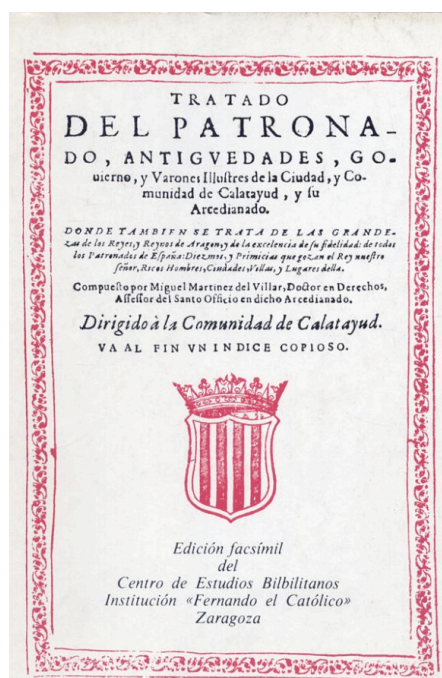 TRATADO
DEL PATRONA-
DO, ANTIGVEDADES, GO-
uierno, y Varones Illustres de la Ciudad, y Co-
munidad de Calatayud, y su
Arcedianado.
DONDE TAMBIEN SE TRATA DE LAS GRANDE-
zas de los Reyes, y Reynos de Aragon, y de la excelencia de su fidelidad: de todos
los Patronados de España: Diezmos, y Primicias que gozan el Rey nuestro
señor, Ricos Hombres, Ciudades, Villas, y Lugares della.
Compuesto por Miguel Martinez del Villar, Doctor en Derechos,
Assessor del Santo Officio en dicho Arcedianado.
Dirigido à la Comunidad de Calatayud.
VA AL FIN VN INDICE COPIOSO.
Edición facsímil
del
Centro de Estudios Bilbilitanos
Institución «Fernando el Católico»
Zaragoza